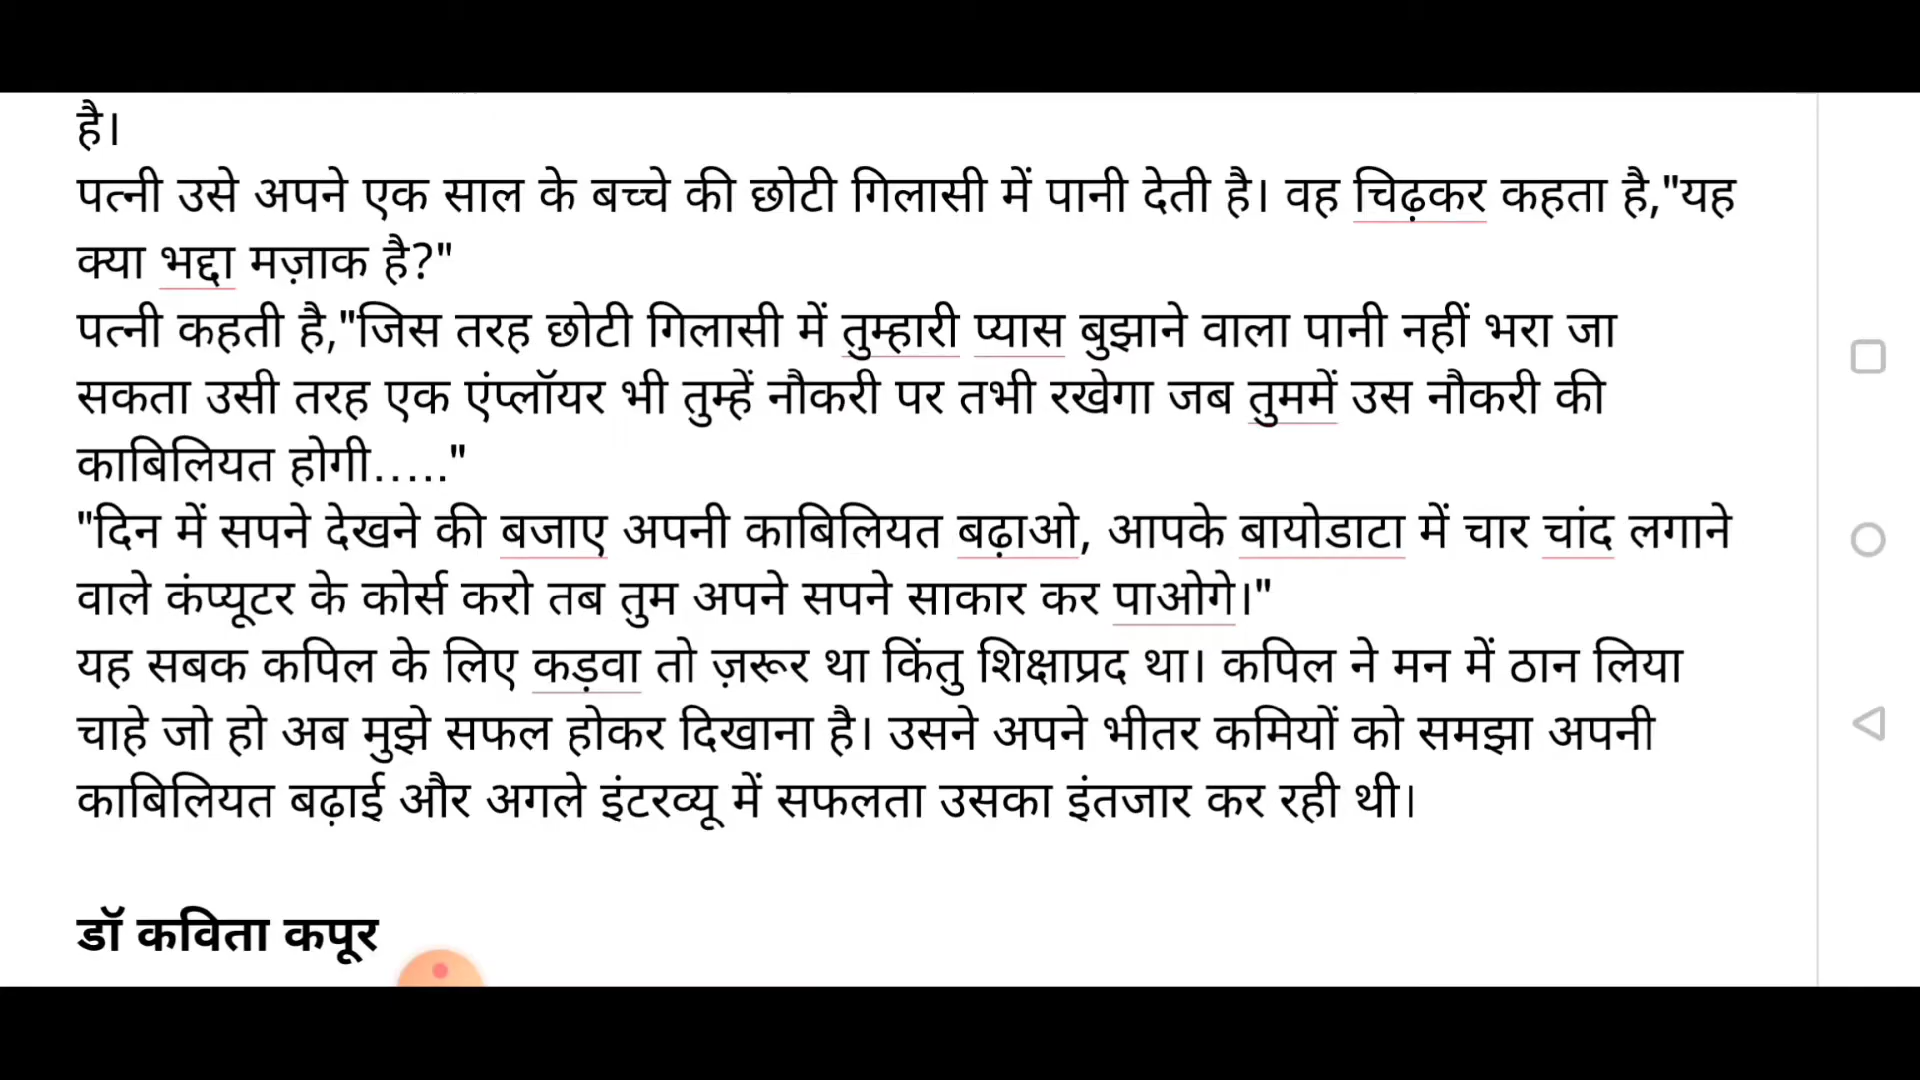 है।
पत्नी उसे अपने एक साल के बच्चे की छोटी गिलासी में पानी देती है। वह चिढ़कर कहता है,"यह
क्या भद्दा मज़ाक है?"
पत्नी कहती है,"जिस तरह छोटी गिलासी में तुम्हारी प्यास बुझाने वाला पानी नहीं भरा जा
सकता उसी तरह एक एंप्लॉयर भी तुम्हें नौकरी पर तभी रखेगा जब तुममें उस नौकरी की
काबिलियत होगी....."
"दिन में सपने देखने की बजाए अपनी काबिलियत बढ़ाओ, आपके बायोडाटा में चार चांद लगाने
वाले कंप्यूटर के कोर्स करो तब तुम अपने सपने साकार कर पाओगे।"
यह सबक कपिल के लिए कड़वा तो ज़रूर था किंतु शिक्षाप्रद था। कपिल ने मन में ठान लिया
चाहे जो हो अब मुझे सफल होकर दिखाना है। उसने अपने भीतर कमियों को समझा अपनी
काबिलियत बढ़ाई और अगले इंटरव्यू में सफलता उसका इंतजार कर रही थी।
डॉ कविता कपूर